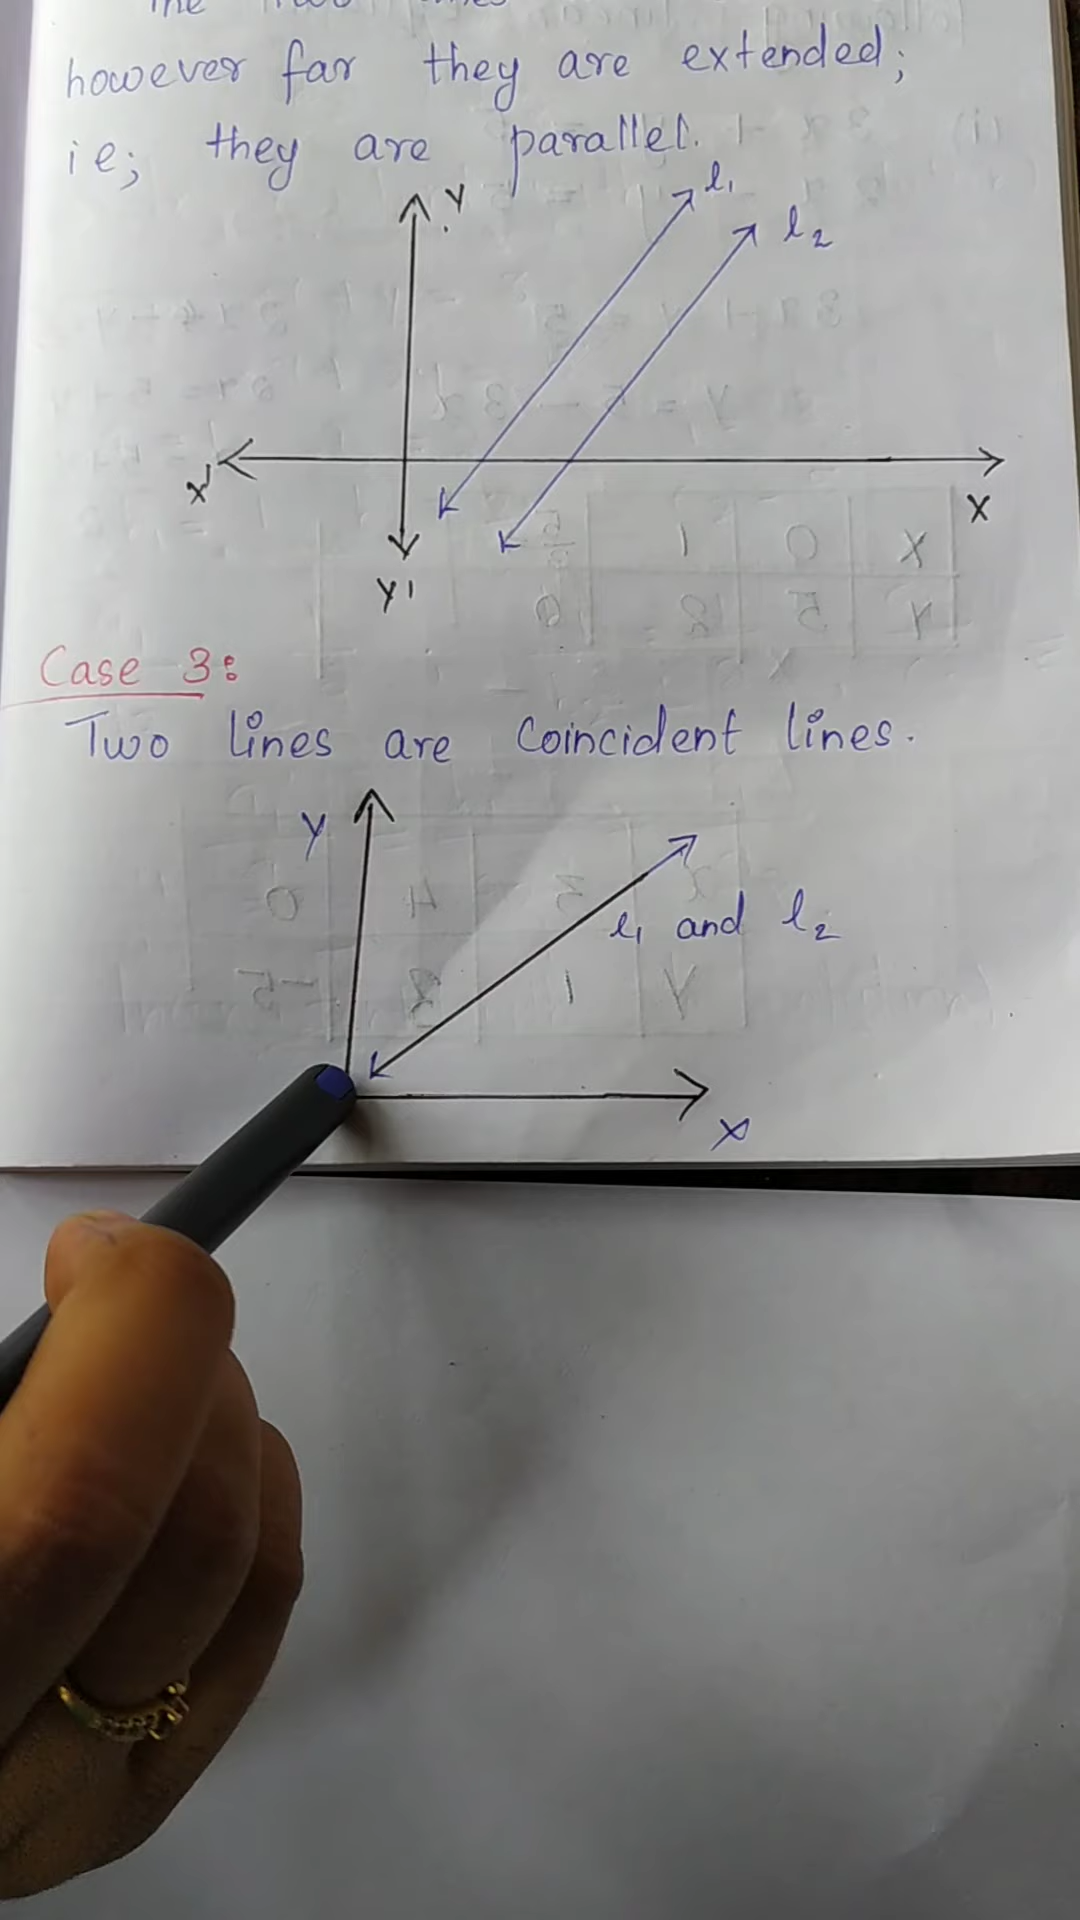 however far they are extended;
ie; they are parallel.
Y
l₁
l₂
X'
X
Y'
Case 3:
Two lines are Coincident lines.
Y
l₁ and l₂
X